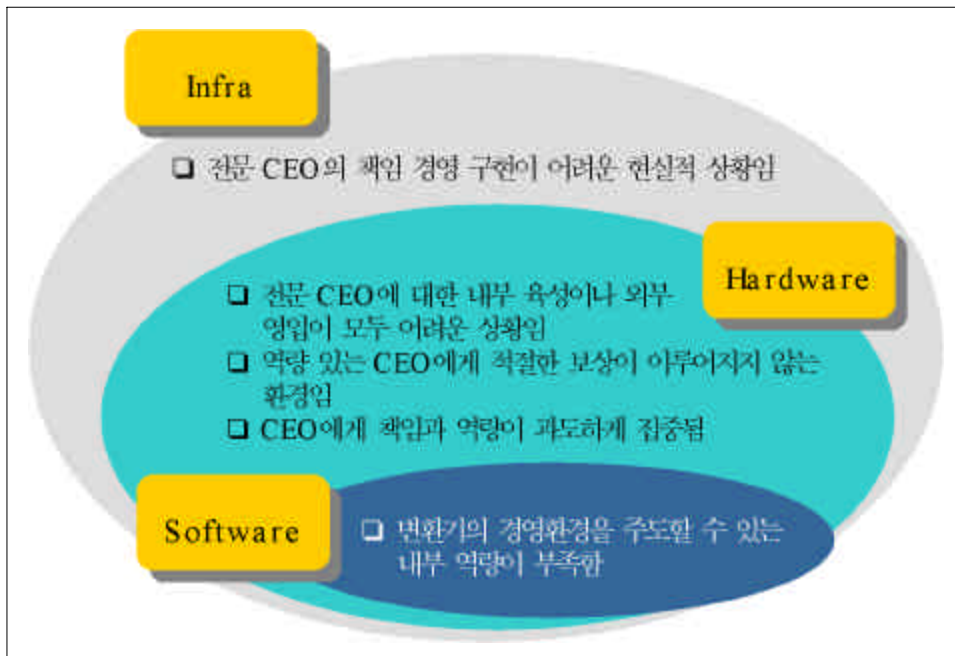 Infra
❑ 전문 CEO의 책임 경영 구현이 어려운 현실적 상황임
Hardware
❑ 전문 CEO에 대한 내부 육성이나 외부
영입이 모두 어려운 상황임
❑ 역량 있는 CEO에게 적절한 보상이 이루어지지 않는
환경임
❑ CEO에게 책임과 역량이 과도하게 집중됨
Software
❑ 변환기의 경영환경을 주도할 수 있는
내부 역량이 부족함